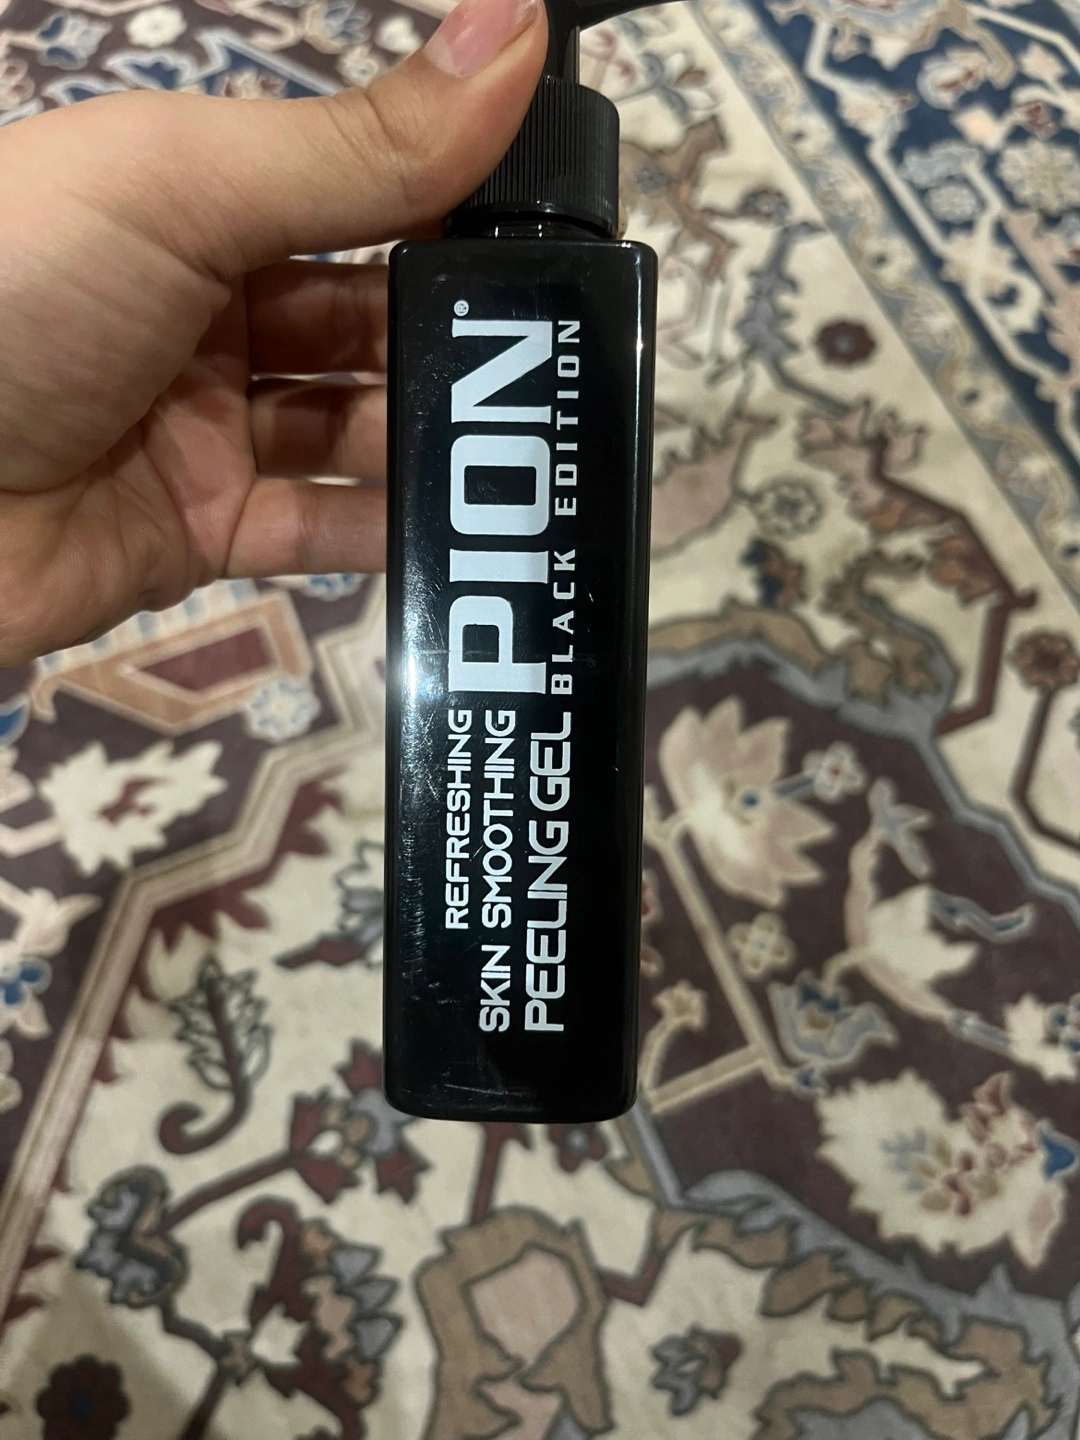 PION®
BLACK EDITION
REFRESHING
SKIN SMOOTHING
PEELING GEL